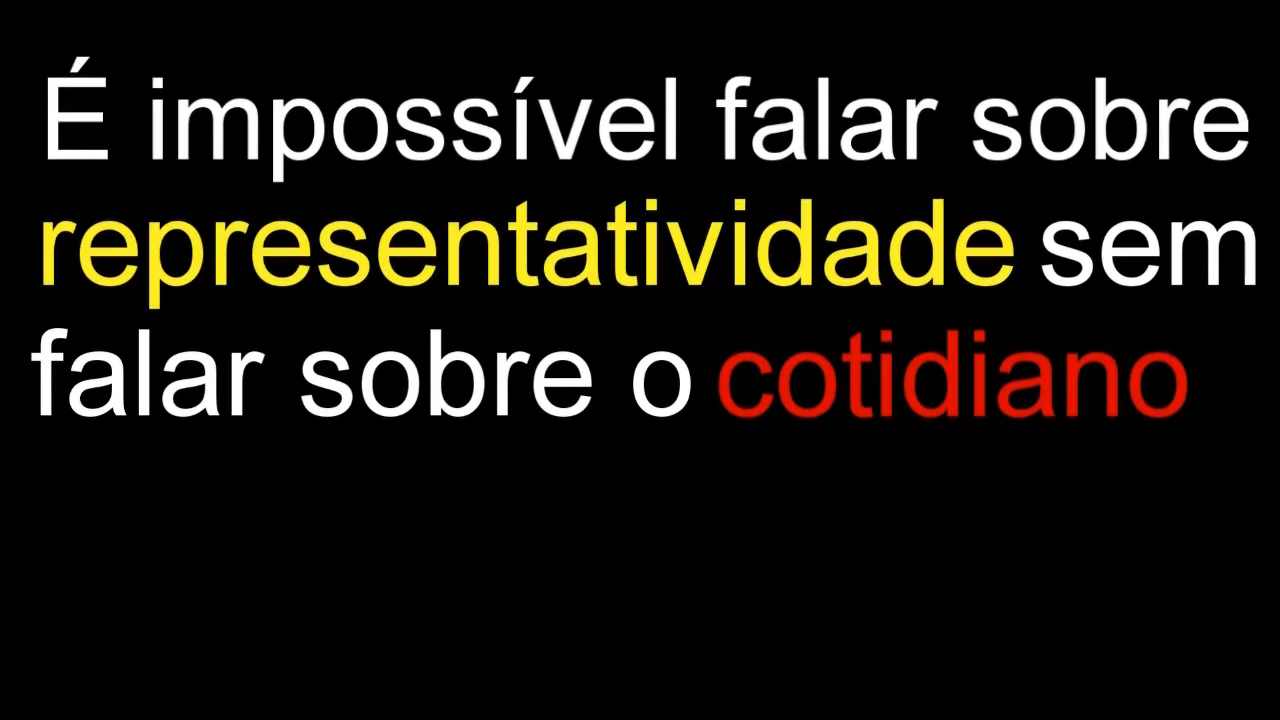 É impossível falar sobre
representatividade sem
falar sobre o cotidiano